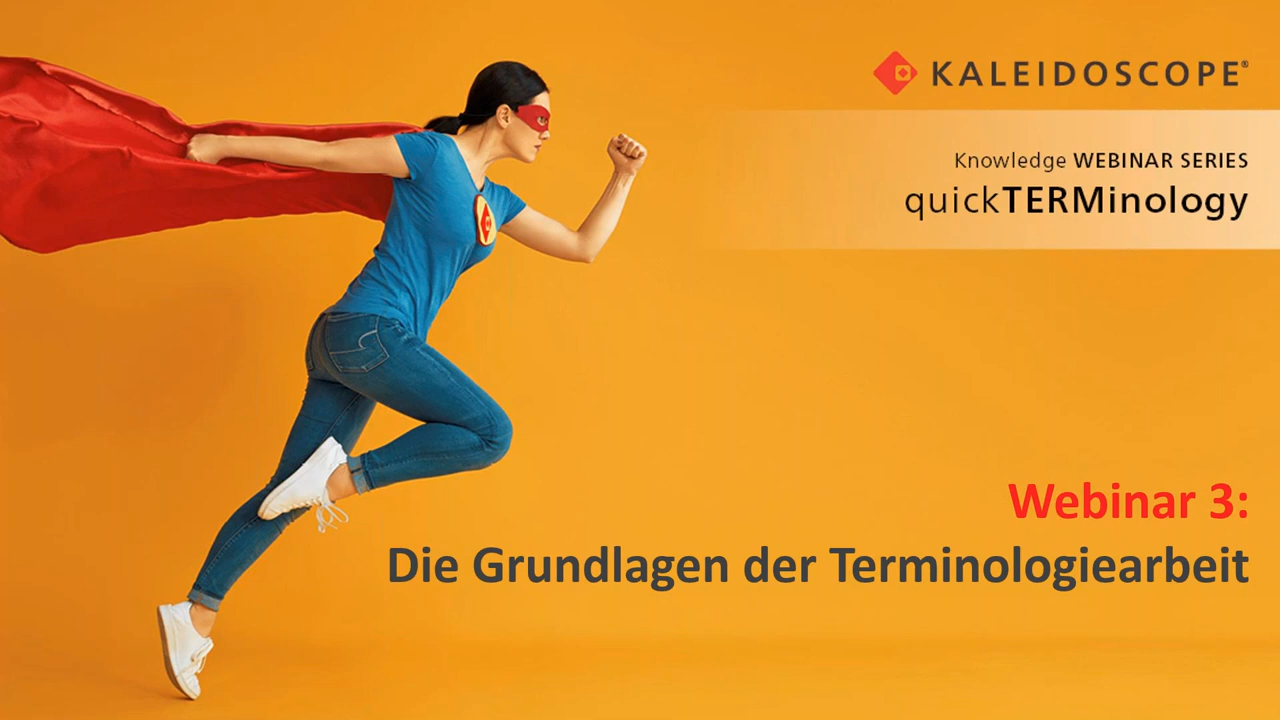 KALEIDOSCOPE®
Knowledge WEBINAR SERIES
quickTERMinology
Webinar 3:
Die Grundlagen der Terminologiearbeit